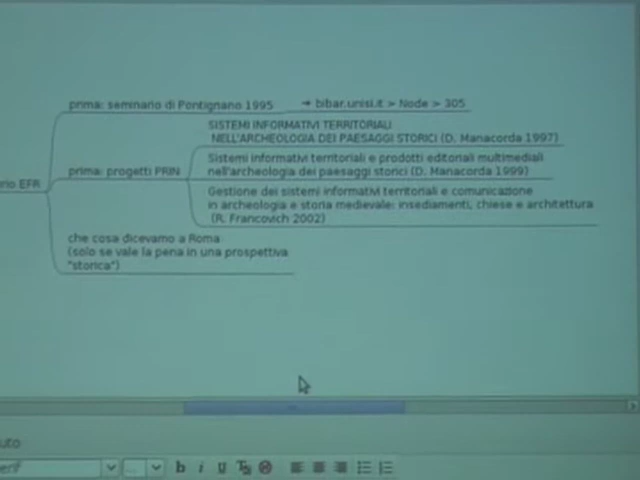 prima: seminario di Pontignano 1995 → bibar.unisi.it > Node > 305
SISTEMI INFORMATIVI TERRITORIALI
NELL'ARCHEOLOGIA DEI PAESAGGI STORICI (D. Manacorda 1997)
prima: progetti PRIN
Sistemi informativi territoriali e prodotti editoriali multimediali
nell'archeologia dei paesaggi storici (D. Manacorda 1999)
EFR
Gestione dei sistemi informativi territoriali e comunicazione
in archeologia e storia medievale: insediamenti, chiese e architettura
(R. Francovich 2002)
che cosa dicevamo a Roma
(solo se vale la pena in una prospettiva
"storica")
b i U